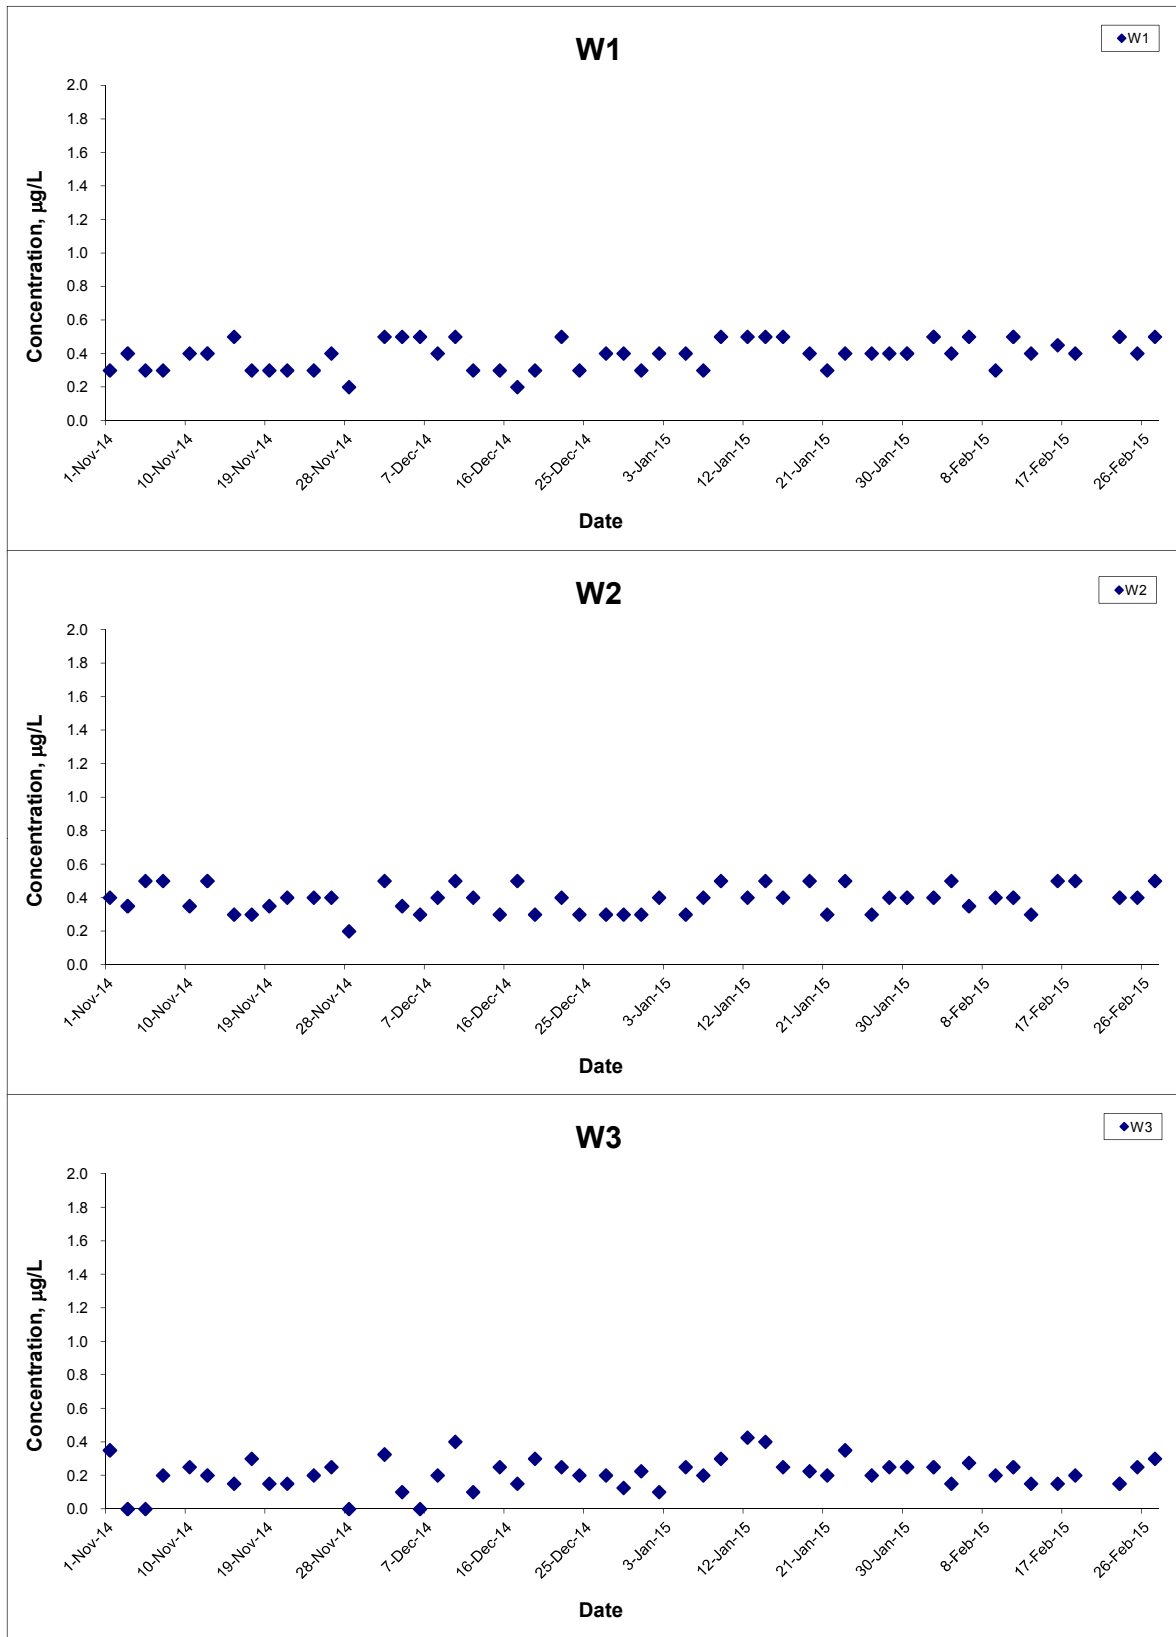 W1
W1
2.0
1.8
1.6
1.4
1.2
1.0
0.8
0.6
0.4
0.2
0.0
Concentration, µg/L
1-Nov-14
10-Nov-14
19-Nov-14
28-Nov-14
7-Dec-14
16-Dec-14
25-Dec-14
3-Jan-15
12-Jan-15
21-Jan-15
30-Jan-15
8-Feb-15
17-Feb-15
26-Feb-15
Date
W2
W2
2.0
1.8
1.6
1.4
1.2
1.0
0.8
0.6
0.4
0.2
0.0
Concentration, µg/L
1-Nov-14
10-Nov-14
19-Nov-14
28-Nov-14
7-Dec-14
16-Dec-14
25-Dec-14
3-Jan-15
12-Jan-15
21-Jan-15
30-Jan-15
8-Feb-15
17-Feb-15
26-Feb-15
Date
W3
W3
2.0
1.8
1.6
1.4
1.2
1.0
0.8
0.6
0.4
0.2
0.0
Concentration, µg/L
1-Nov-14
10-Nov-14
19-Nov-14
28-Nov-14
7-Dec-14
16-Dec-14
25-Dec-14
3-Jan-15
12-Jan-15
21-Jan-15
30-Jan-15
8-Feb-15
17-Feb-15
26-Feb-15
Date